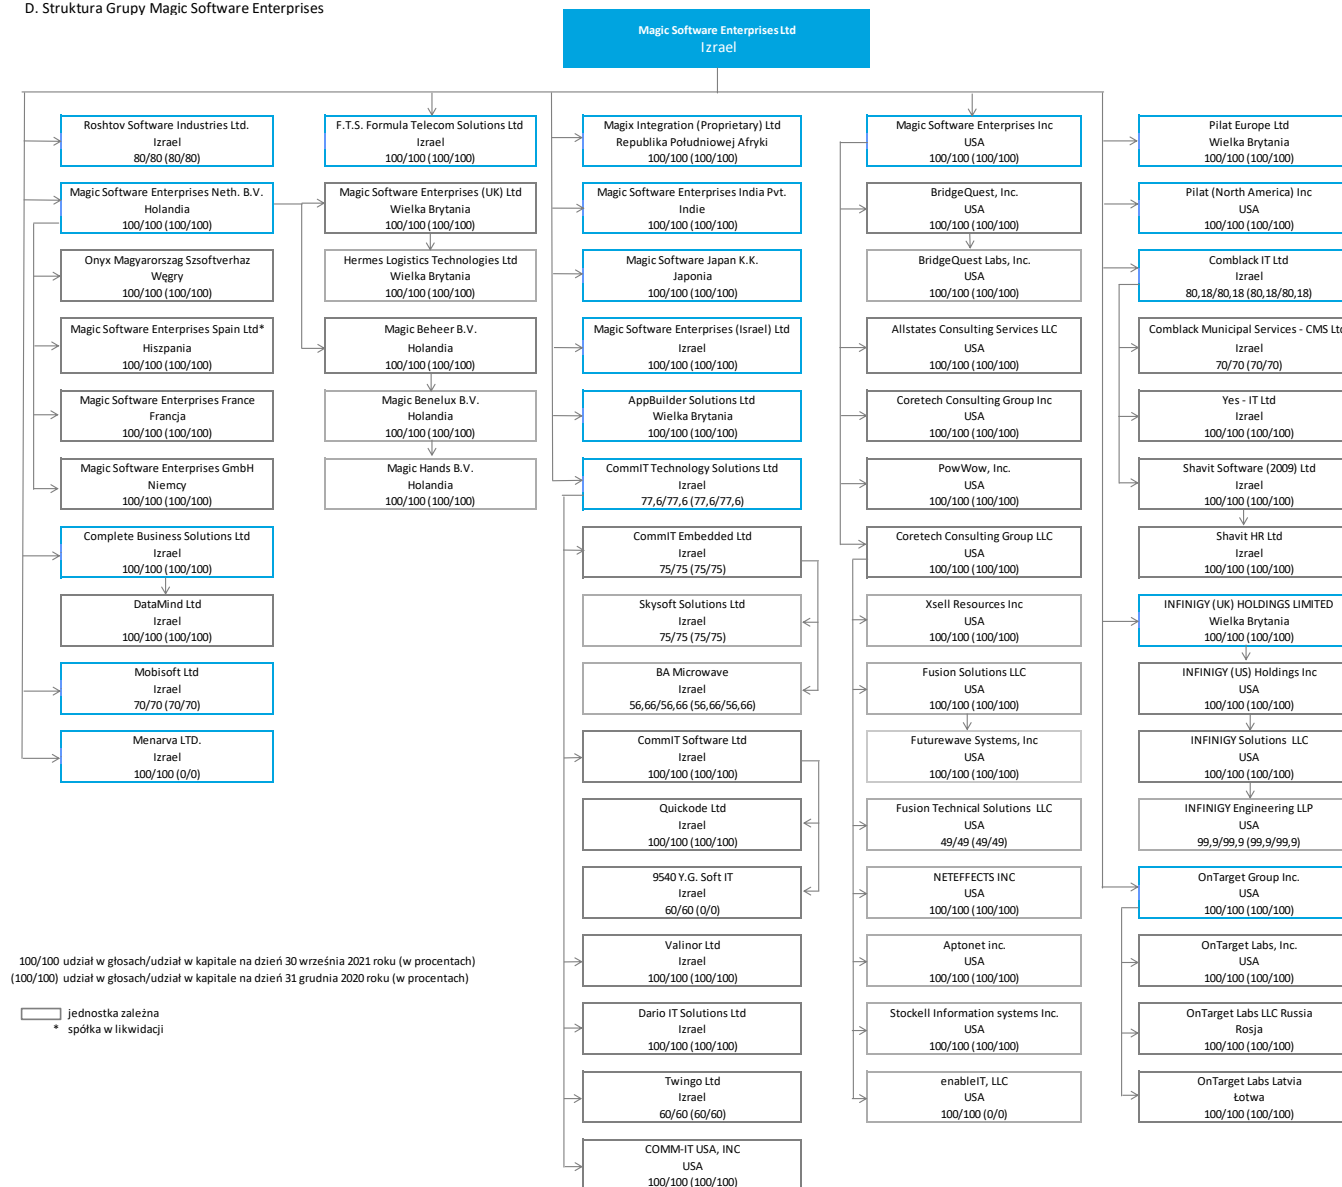 D. Struktura Grupy Magic Software Enterprises
Magic Software Enterprises Ltd
Izrael
Roshtov Software Industries Ltd.
Izrael
80/80 (80/80)
Magic Software Enterprises Neth. B.V.
Holandia
100/100 (100/100)
Onyx Magyarorszag Szsoftverhaz
Węgry
100/100 (100/100)
Magic Software Enterprises Spain Ltd*
Hiszpania
100/100 (100/100)
Magic Software Enterprises France
Francja
100/100 (100/100)
Magic Software Enterprises GmbH
Niemcy
100/100 (100/100)
Complete Business Solutions Ltd
Izrael
100/100 (100/100)
DataMind Ltd
Izrael
100/100 (100/100)
Mobisoft Ltd
Izrael
70/70 (70/70)
Menarva LTD.
Izrael
100/100 (0/0)
F.T.S. Formula Telecom Solutions Ltd
Izrael
100/100 (100/100)
Magic Software Enterprises (UK) Ltd
Wielka Brytania
100/100 (100/100)
Hermes Logistics Technologies Ltd
Wielka Brytania
100/100 (100/100)
Magic Beheer B.V.
Holandia
100/100 (100/100)
Magic Benelux B.V.
Holandia
100/100 (100/100)
Magic Hands B.V.
Holandia
100/100 (100/100)
Magix Integration (Proprietary) Ltd
Republika Południowej Afryki
100/100 (100/100)
Magic Software Enterprises India Pvt.
Indie
100/100 (100/100)
Magic Software Japan K.K.
Japonia
100/100 (100/100)
Magic Software Enterprises (Israel) Ltd
Izrael
100/100 (100/100)
AppBuilder Solutions Ltd
Wielka Brytania
100/100 (100/100)
CommIT Technology Solutions Ltd
Izrael
77,6/77,6 (77,6/77,6)
CommIT Embedded Ltd
Izrael
75/75 (75/75)
Skysoft Solutions Ltd
Izrael
75/75 (75/75)
BA Microwave
Izrael
56,66/56,66 (56,66/56,66)
CommIT Software Ltd
Izrael
100/100 (100/100)
Quickode Ltd
Izrael
100/100 (100/100)
9540 Y.G. Soft IT
Izrael
60/60 (0/0)
Valinor Ltd
Izrael
100/100 (100/100)
Dario IT Solutions Ltd
Izrael
100/100 (100/100)
Twingo Ltd
Izrael
60/60 (60/60)
COMM-IT USA, INC
USA
100/100 (100/100)
Magic Software Enterprises Inc
USA
100/100 (100/100)
BridgeQuest, Inc.
USA
100/100 (100/100)
BridgeQuest Labs, Inc.
USA
100/100 (100/100)
Allstates Consulting Services LLC
USA
100/100 (100/100)
Coretech Consulting Group Inc
USA
100/100 (100/100)
PowWow, Inc.
USA
100/100 (100/100)
Coretech Consulting Group LLC
USA
100/100 (100/100)
Xsell Resources Inc
USA
100/100 (100/100)
Fusion Solutions LLC
USA
100/100 (100/100)
Futurewave Systems, Inc
USA
100/100 (100/100)
Fusion Technical Solutions LLC
USA
49/49 (49/49)
NETEFFECTS INC
USA
100/100 (100/100)
Aptonet inc.
USA
100/100 (100/100)
Stockell Information systems Inc.
USA
100/100 (100/100)
enableIT, LLC
USA
100/100 (0/0)
Pilat Europe Ltd
Wielka Brytania
100/100 (100/100)
Pilat (North America) Inc
USA
100/100 (100/100)
Comblack IT Ltd
Izrael
80,18/80,18 (80,18/80,18)
Comblack Municipal Services - CMS Ltd
Izrael
70/70 (70/70)
Yes - IT Ltd
Izrael
100/100 (100/100)
Shavit Software (2009) Ltd
Izrael
100/100 (100/100)
Shavit HR Ltd
Izrael
100/100 (100/100)
INFINIGY (UK) HOLDINGS LIMITED
Wielka Brytania
100/100 (100/100)
INFINIGY (US) Holdings Inc
USA
100/100 (100/100)
INFINIGY Solutions LLC
USA
100/100 (100/100)
INFINIGY Engineering LLP
USA
99,9/99,9 (99,9/99,9)
OnTarget Group Inc.
USA
100/100 (100/100)
OnTarget Labs, Inc.
USA
100/100 (100/100)
OnTarget Labs LLC Russia
Rosja
100/100 (100/100)
OnTarget Labs Latvia
Łotwa
100/100 (100/100)
100/100 udział w głosach/udział w kapitale na dzień 30 września 2021 roku (w procentach)
(100/100) udział w głosach/udział w kapitale na dzień 31 grudnia 2020 roku (w procentach)
jednostka zależna
* spółka w likwidacji